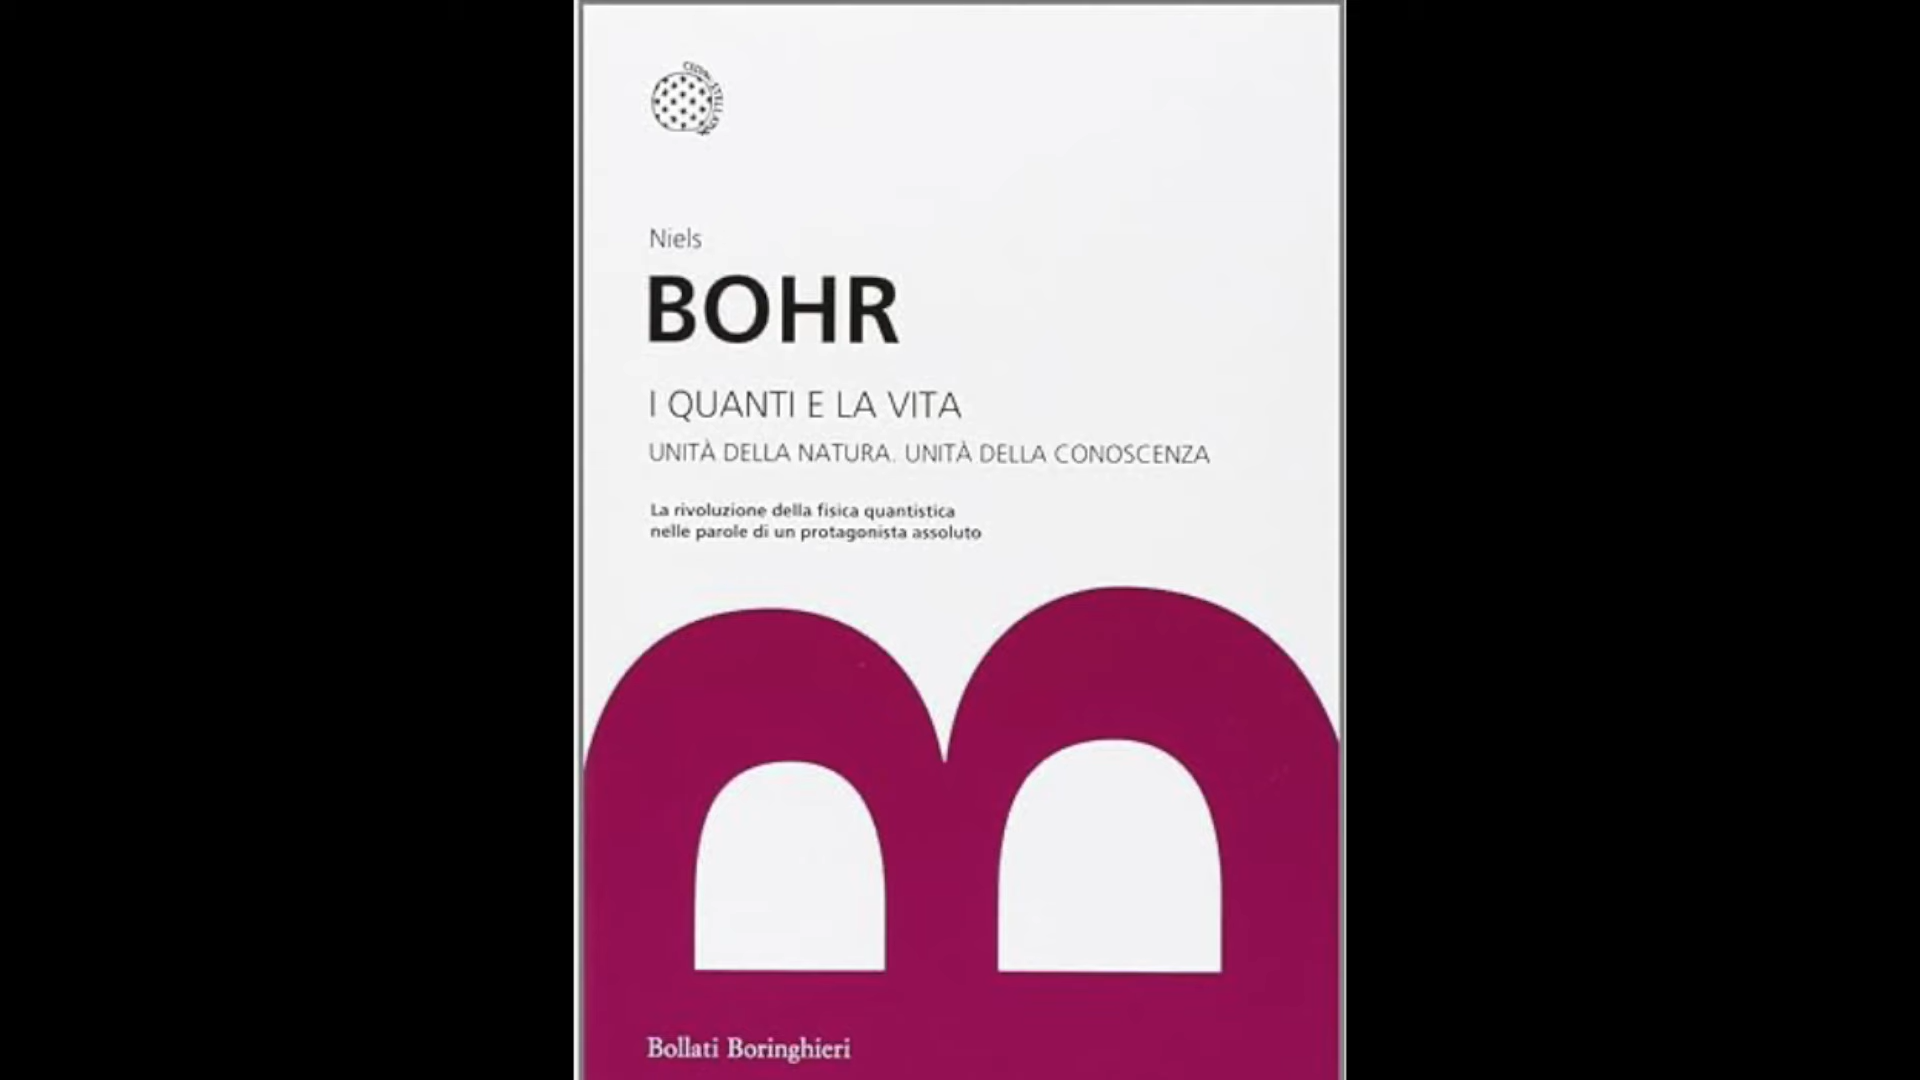 Niels
BOHR
I QUANTI E LA VITA
UNITÀ DELLA NATURA. UNITÀ DELLA CONOSCENZA
La rivoluzione della fisica quantistica
nelle parole di un protagonista assoluto
Bollati Boringhieri